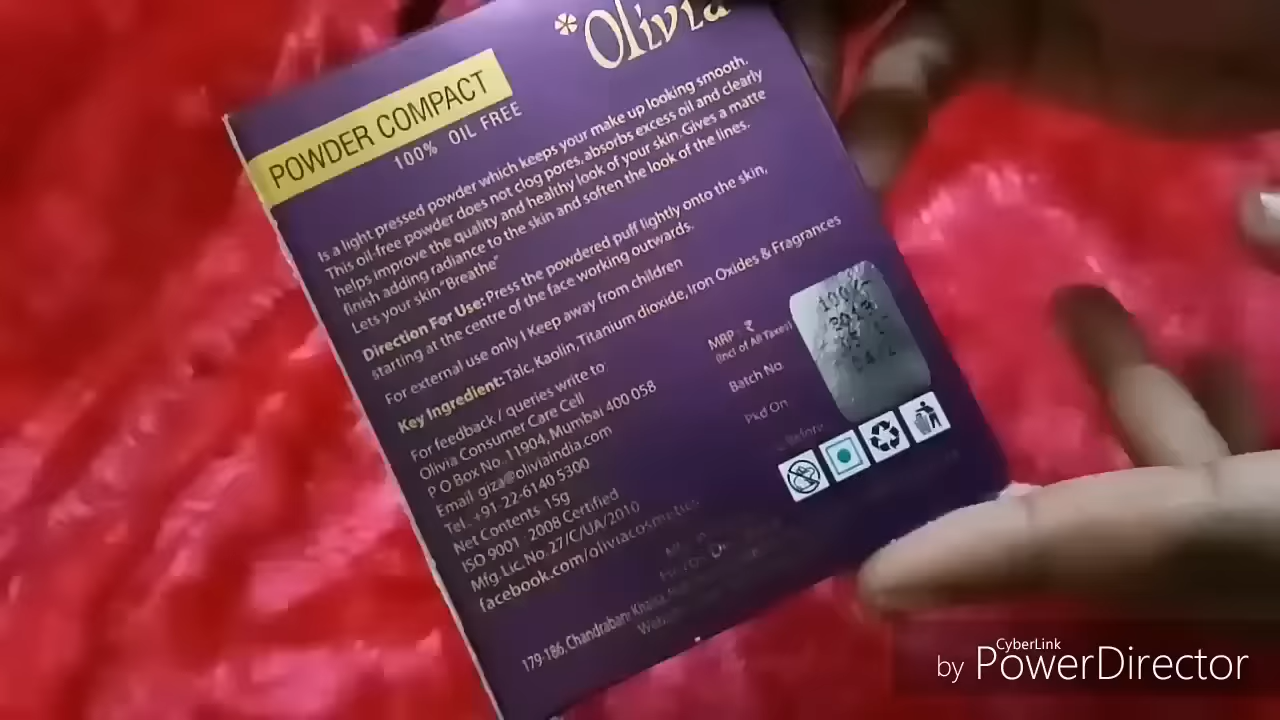 *Olivia
POWDER COMPACT
100% OIL FREE
Is a light pressed powder which keeps your make up looking smooth.
This oil-free powder does not clog pores, absorbs excess oil and clearly
helps improve the quality and healthy look of your skin. Gives a matte
finish adding radiance to the skin and soften the look of the lines.
Lets your skin "Breathe"
Direction For Use: Press the powdered puff lightly onto the skin,
starting at the centre of the face working outwards.
For external use only I Keep away from children
Key Ingredient: Talc, Kaolin, Titanium dioxide, Iron Oxides & Fragrances
For feedback / queries write to:
Olivia Consumer Care Cell
P O Box No. 11904, Mumbai 400 058
Email giza@oliviaindia.com
Tel. +91-22-6140 5300
Net Contents 15g
ISO 9001 : 2008 Certified
Mfg. Lic. No. 27/C/UA/2010
facebook.com/oliviacosmetics
MRP ₹
(Incl of All Taxes)
Batch No
Pkd On
Before
179-186, Chandrabani Khalsa
CyberLink
by PowerDirector